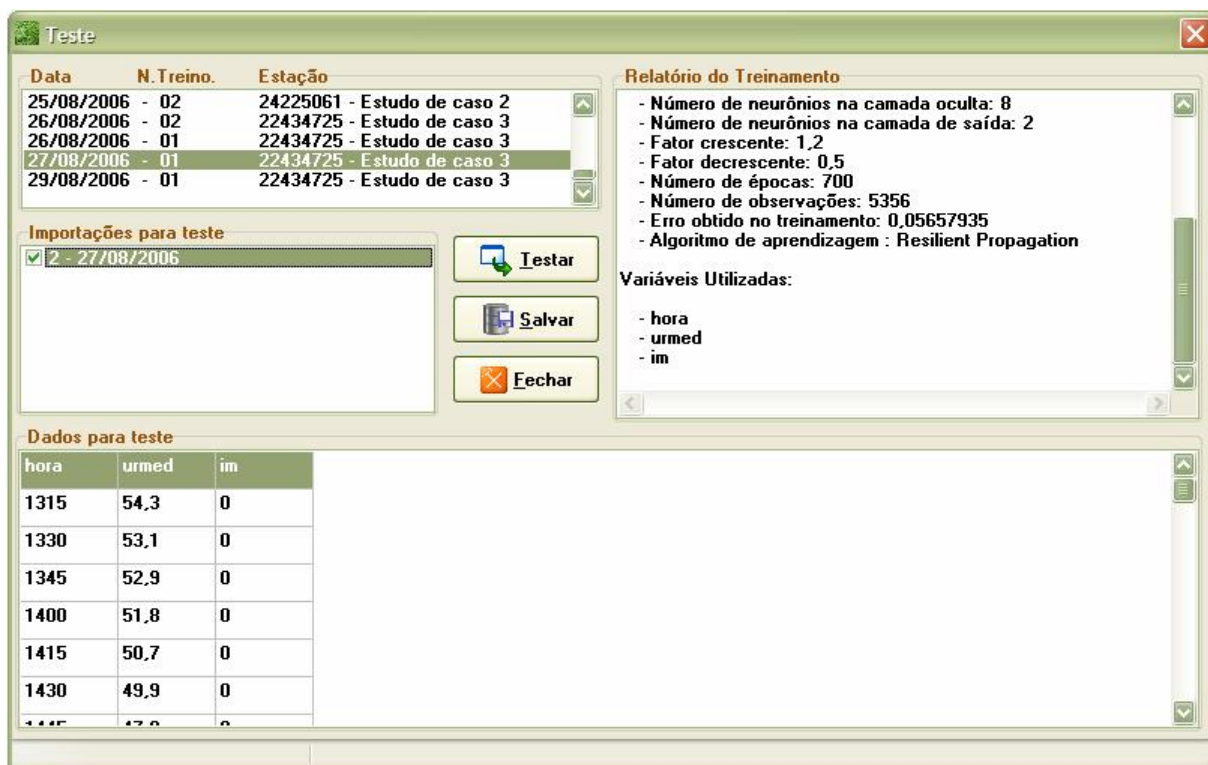 Teste
Data N.Treino. Estação
25/08/2006 - 02 24225061 - Estudo de caso 2
26/08/2006 - 02 22434725 - Estudo de caso 3
26/08/2006 - 01 22434725 - Estudo de caso 3
27/08/2006 - 01 22434725 - Estudo de caso 3
29/08/2006 - 01 22434725 - Estudo de caso 3
Importações para teste
2 - 27/08/2006
Testar
Salvar
Fechar
Relatório do Treinamento
- Número de neurônios na camada oculta: 8
- Número de neurônios na camada de saída: 2
- Fator crescente: 1,2
- Fator decrescente: 0,5
- Número de épocas: 700
- Número de observações: 5356
- Erro obtido no treinamento: 0,05657935
- Algoritmo de aprendizagem : Resilient Propagation
Variáveis Utilizadas:
- hora
- urmed
- im
Dados para teste
hora urmed im
1315 54,3 0
1330 53,1 0
1345 52,9 0
1400 51,8 0
1415 50,7 0
1430 49,9 0